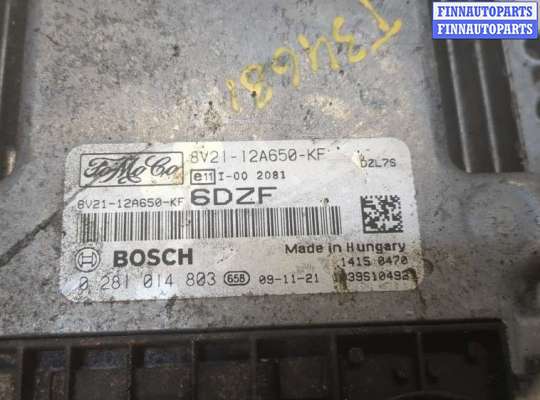 FINNAUTOPARTS
FINNAUTOPARTS
FINNAUTOPARTS
FoMoCo
8V21-12A650-KF
e11 I-00 2081
DZL7S
8V21-12A650-KF 6DZF
BOSCH
Made in Hungary
0 281 014 803 658 09-11-21
1415 0470